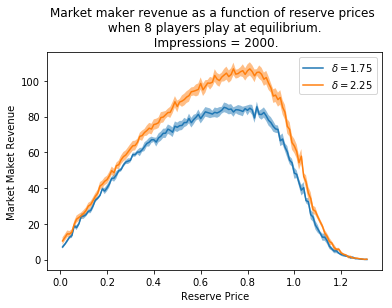 Market maker revenue as a function of reserve prices
when 8 players play at equilibrium.
Impressions = 2000.
δ = 1.75
δ = 2.25
Market Maket Revenue
100
80
60
40
20
0
0.0 0.2 0.4 0.6 0.8 1.0 1.2
Reserve Price